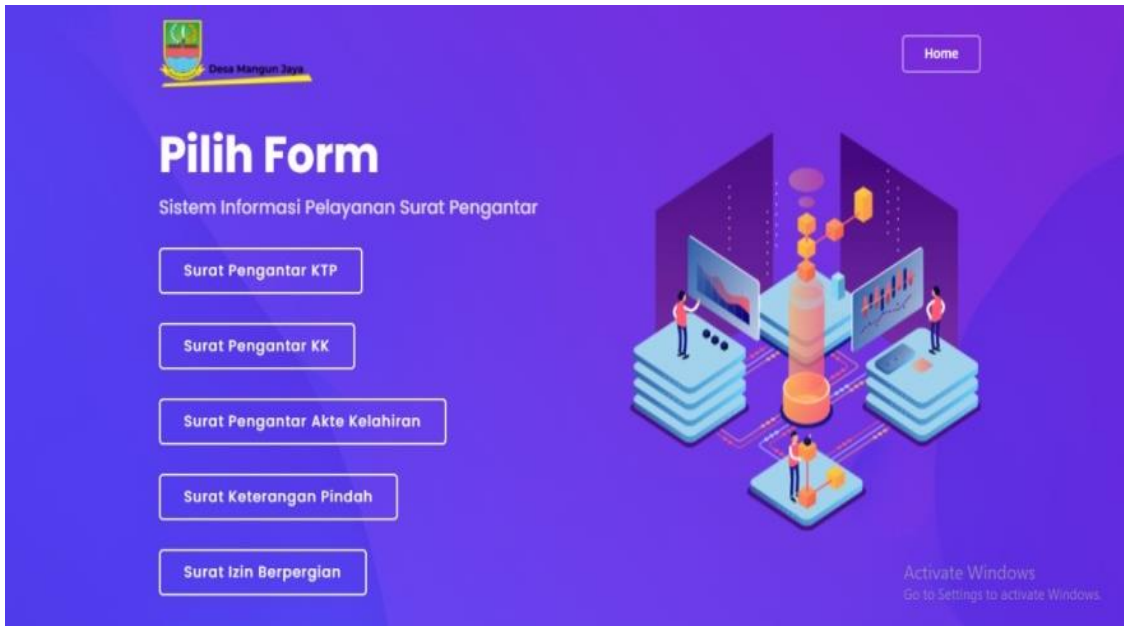 Desa Mangun Jaya
Home
Pilih Form
Sistem Informasi Pelayanan Surat Pengantar
Surat Pengantar KTP
Surat Pengantar KK
Surat Pengantar Akte Kelahiran
Surat Keterangan Pindah
Surat Izin Berpergian
Activate Windows
Go to Settings to activate Windows.